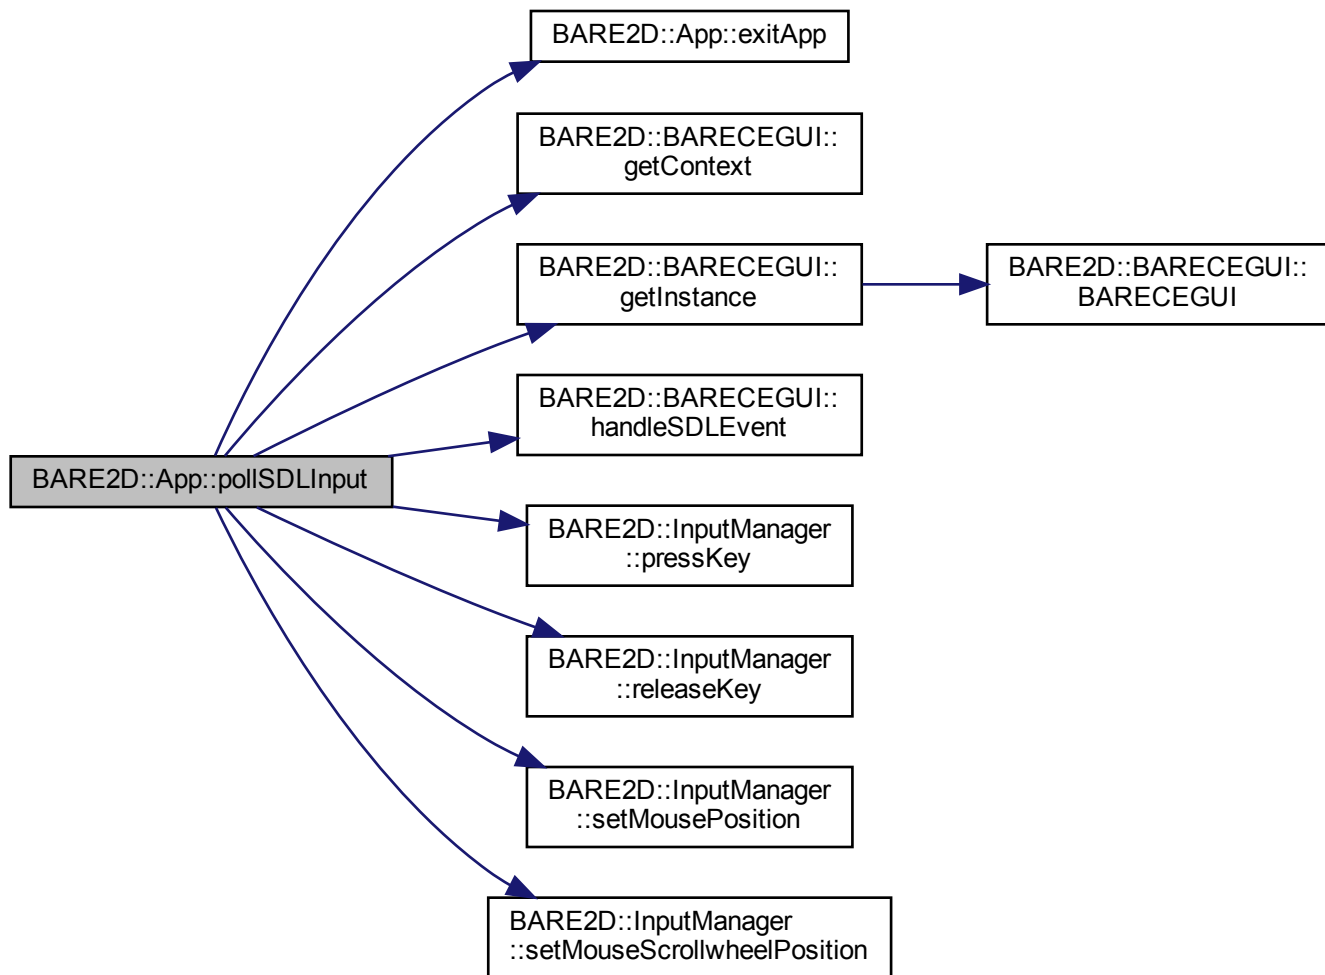 BARE2D::App::exitApp
BARE2D::BARECEGUI::
getContext
BARE2D::BARECEGUI::
getInstance
BARE2D::BARECEGUI::
BARECEGUI
BARE2D::BARECEGUI::
handleSDLEvent
BARE2D::App::pollSDLInput
BARE2D::InputManager
::pressKey
BARE2D::InputManager
::releaseKey
BARE2D::InputManager
::setMousePosition
BARE2D::InputManager
::setMouseScrollwheelPosition